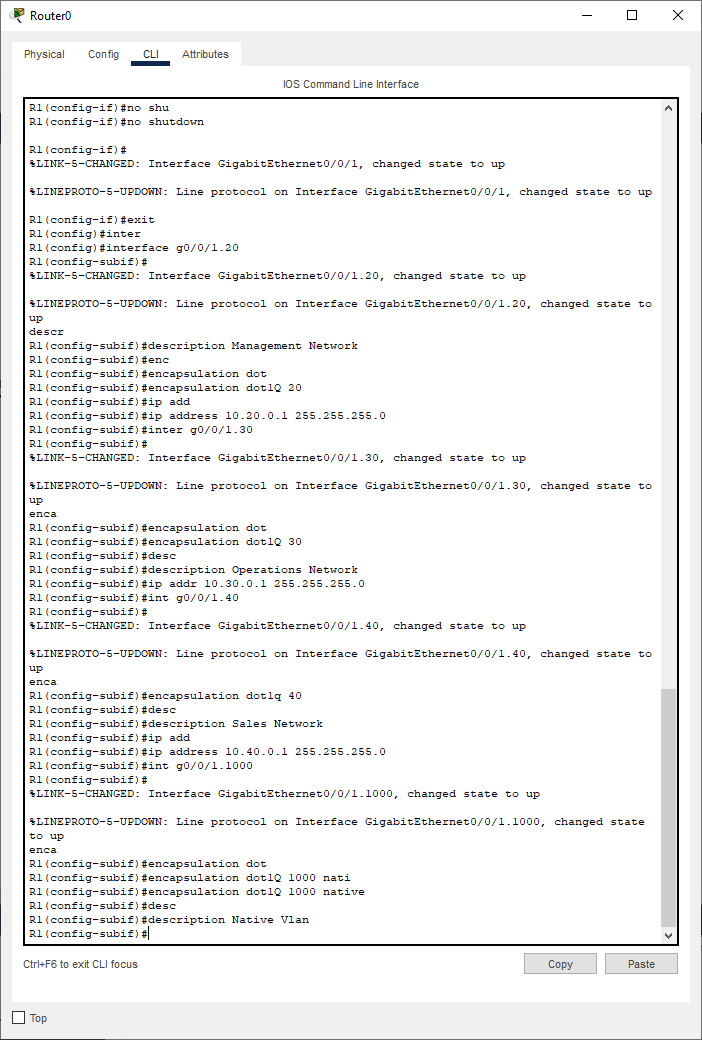 Router0
Physical Config CLI Attributes
IOS Command Line Interface
R1(config-if)#no shu
R1(config-if)#no shutdown
R1(config-if)#
%LINK-5-CHANGED: Interface GigabitEthernet0/0/1, changed state to up
%LINEPROTO-5-UPDOWN: Line protocol on Interface GigabitEthernet0/0/1, changed state to up
R1(config-if)#exit
R1(config)#inter
R1(config)#interface g0/0/1.20
R1(config-subif)#
%LINK-5-CHANGED: Interface GigabitEthernet0/0/1.20, changed state to up
%LINEPROTO-5-UPDOWN: Line protocol on Interface GigabitEthernet0/0/1.20, changed state to
up
descr
R1(config-subif)#description Management Network
R1(config-subif)#enc
R1(config-subif)#encapsulation dot
R1(config-subif)#encapsulation dot1Q 20
R1(config-subif)#ip add
R1(config-subif)#ip address 10.20.0.1 255.255.255.0
R1(config-subif)#inter g0/0/1.30
R1(config-subif)#
%LINK-5-CHANGED: Interface GigabitEthernet0/0/1.30, changed state to up
%LINEPROTO-5-UPDOWN: Line protocol on Interface GigabitEthernet0/0/1.30, changed state to
up
enca
R1(config-subif)#encapsulation dot
R1(config-subif)#encapsulation dot1Q 30
R1(config-subif)#desc
R1(config-subif)#description Operations Network
R1(config-subif)#ip addr 10.30.0.1 255.255.255.0
R1(config-subif)#int g0/0/1.40
R1(config-subif)#
%LINK-5-CHANGED: Interface GigabitEthernet0/0/1.40, changed state to up
%LINEPROTO-5-UPDOWN: Line protocol on Interface GigabitEthernet0/0/1.40, changed state to
up
enca
R1(config-subif)#encapsulation dot1q 40
R1(config-subif)#desc
R1(config-subif)#description Sales Network
R1(config-subif)#ip add
R1(config-subif)#ip address 10.40.0.1 255.255.255.0
R1(config-subif)#int g0/0/1.1000
R1(config-subif)#
%LINK-5-CHANGED: Interface GigabitEthernet0/0/1.1000, changed state to up
%LINEPROTO-5-UPDOWN: Line protocol on Interface GigabitEthernet0/0/1.1000, changed state
to up
enca
R1(config-subif)#encapsulation dot
R1(config-subif)#encapsulation dot1Q 1000 nati
R1(config-subif)#encapsulation dot1Q 1000 native
R1(config-subif)#desc
R1(config-subif)#description Native Vlan
R1(config-subif)#
Ctrl+F6 to exit CLI focus
Copy
Paste
Top